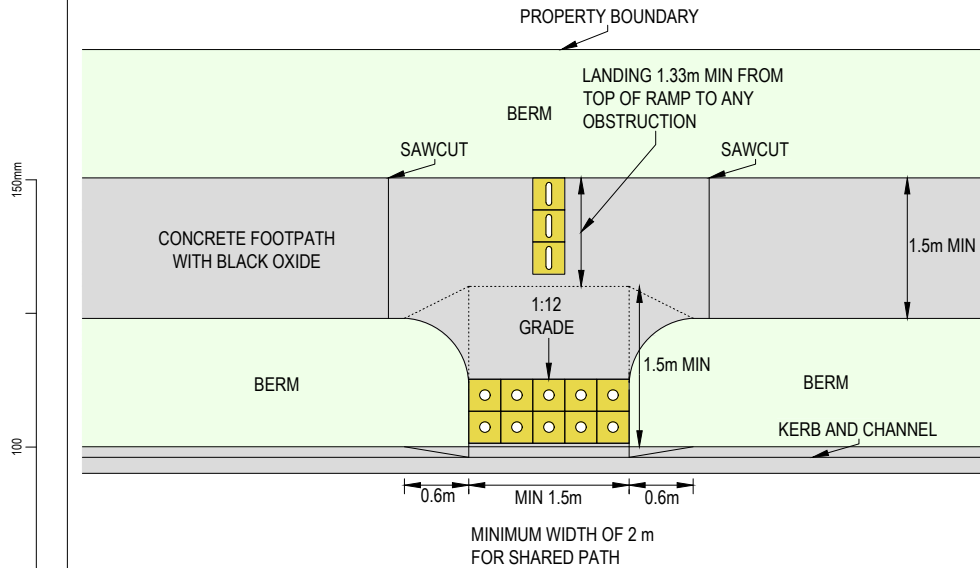 PROPERTY BOUNDARY
LANDING 1.33m MIN FROM
TOP OF RAMP TO ANY
OBSTRUCTION
BERM
SAWCUT
SAWCUT
150mm
CONCRETE FOOTPATH
WITH BLACK OXIDE
1.5m MIN
1:12
GRADE
1.5m MIN
BERM
BERM
KERB AND CHANNEL
100
0.6m
MIN 1.5m
0.6m
MINIMUM WIDTH OF 2 m
FOR SHARED PATH